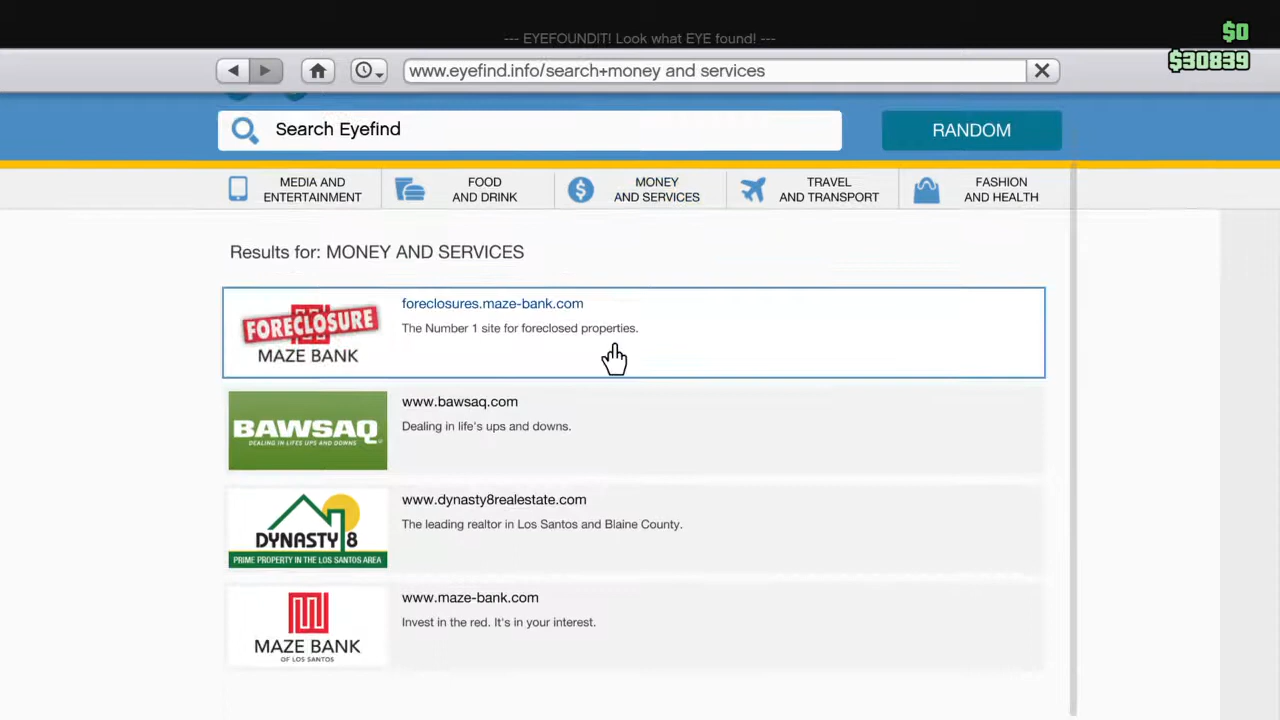 --- EYEFOUNDIT! Look what EYE found! ---
$0
$30839
www.eyefind.info/search+money and services
Search Eyefind
RANDOM
MEDIA AND
ENTERTAINMENT
FOOD
AND DRINK
MONEY
AND SERVICES
TRAVEL
AND TRANSPORT
FASHION
AND HEALTH
Results for: MONEY AND SERVICES
FORECLOSURE
MAZE BANK
foreclosures.maze-bank.com
The Number 1 site for foreclosed properties.
BAWSAQ
DEALING IN LIFE'S UPS AND DOWNS
www.bawsaq.com
Dealing in life's ups and downs.
DYNASTY 8
PRIME PROPERTY IN THE LOS SANTOS AREA
www.dynasty8realestate.com
The leading realtor in Los Santos and Blaine County.
MAZE BANK
OF LOS SANTOS
www.maze-bank.com
Invest in the red. It's in your interest.